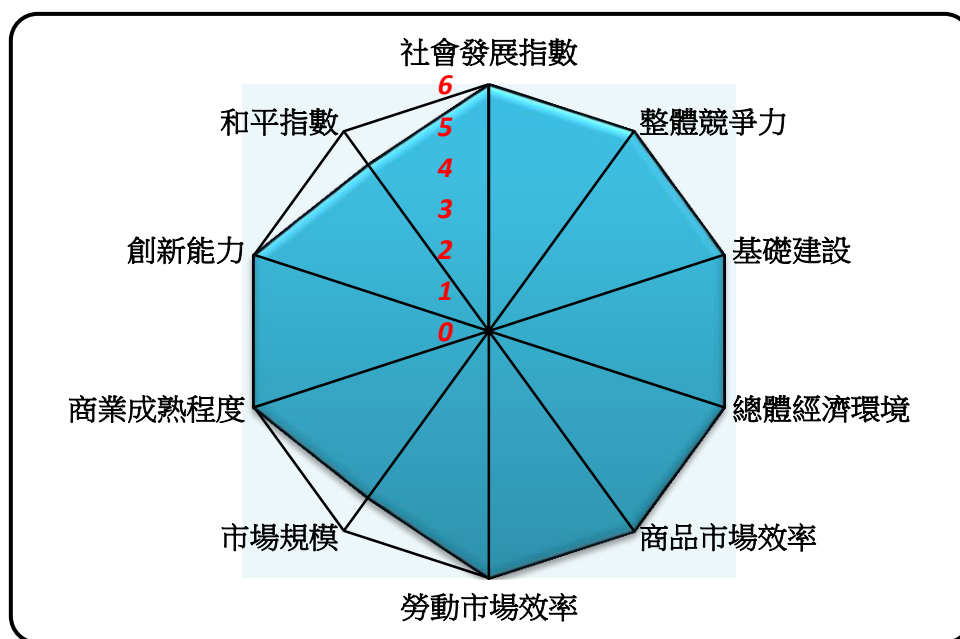 社會發展指數
6
和平指數
5
整體競爭力
4
3
創新能力
2
基礎建設
1
0
商業成熟程度
總體經濟環境
市場規模
商品市場效率
勞動市場效率